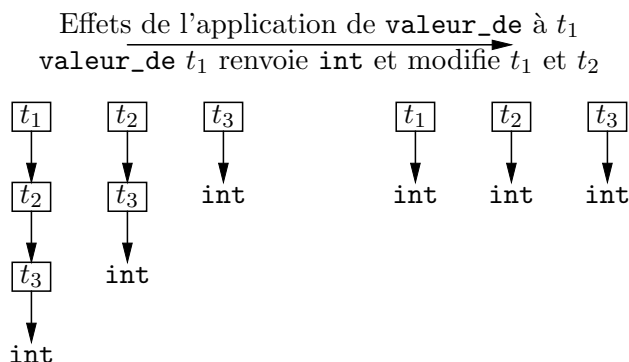 Effets de l'application de valeur_de à t₁
valeur_de t₁ renvoie int et modifie t₁ et t₂
t₁ t₂ t₃ t₁ t₂ t₃
t₂ t₃ int int int int
t₃ int
int